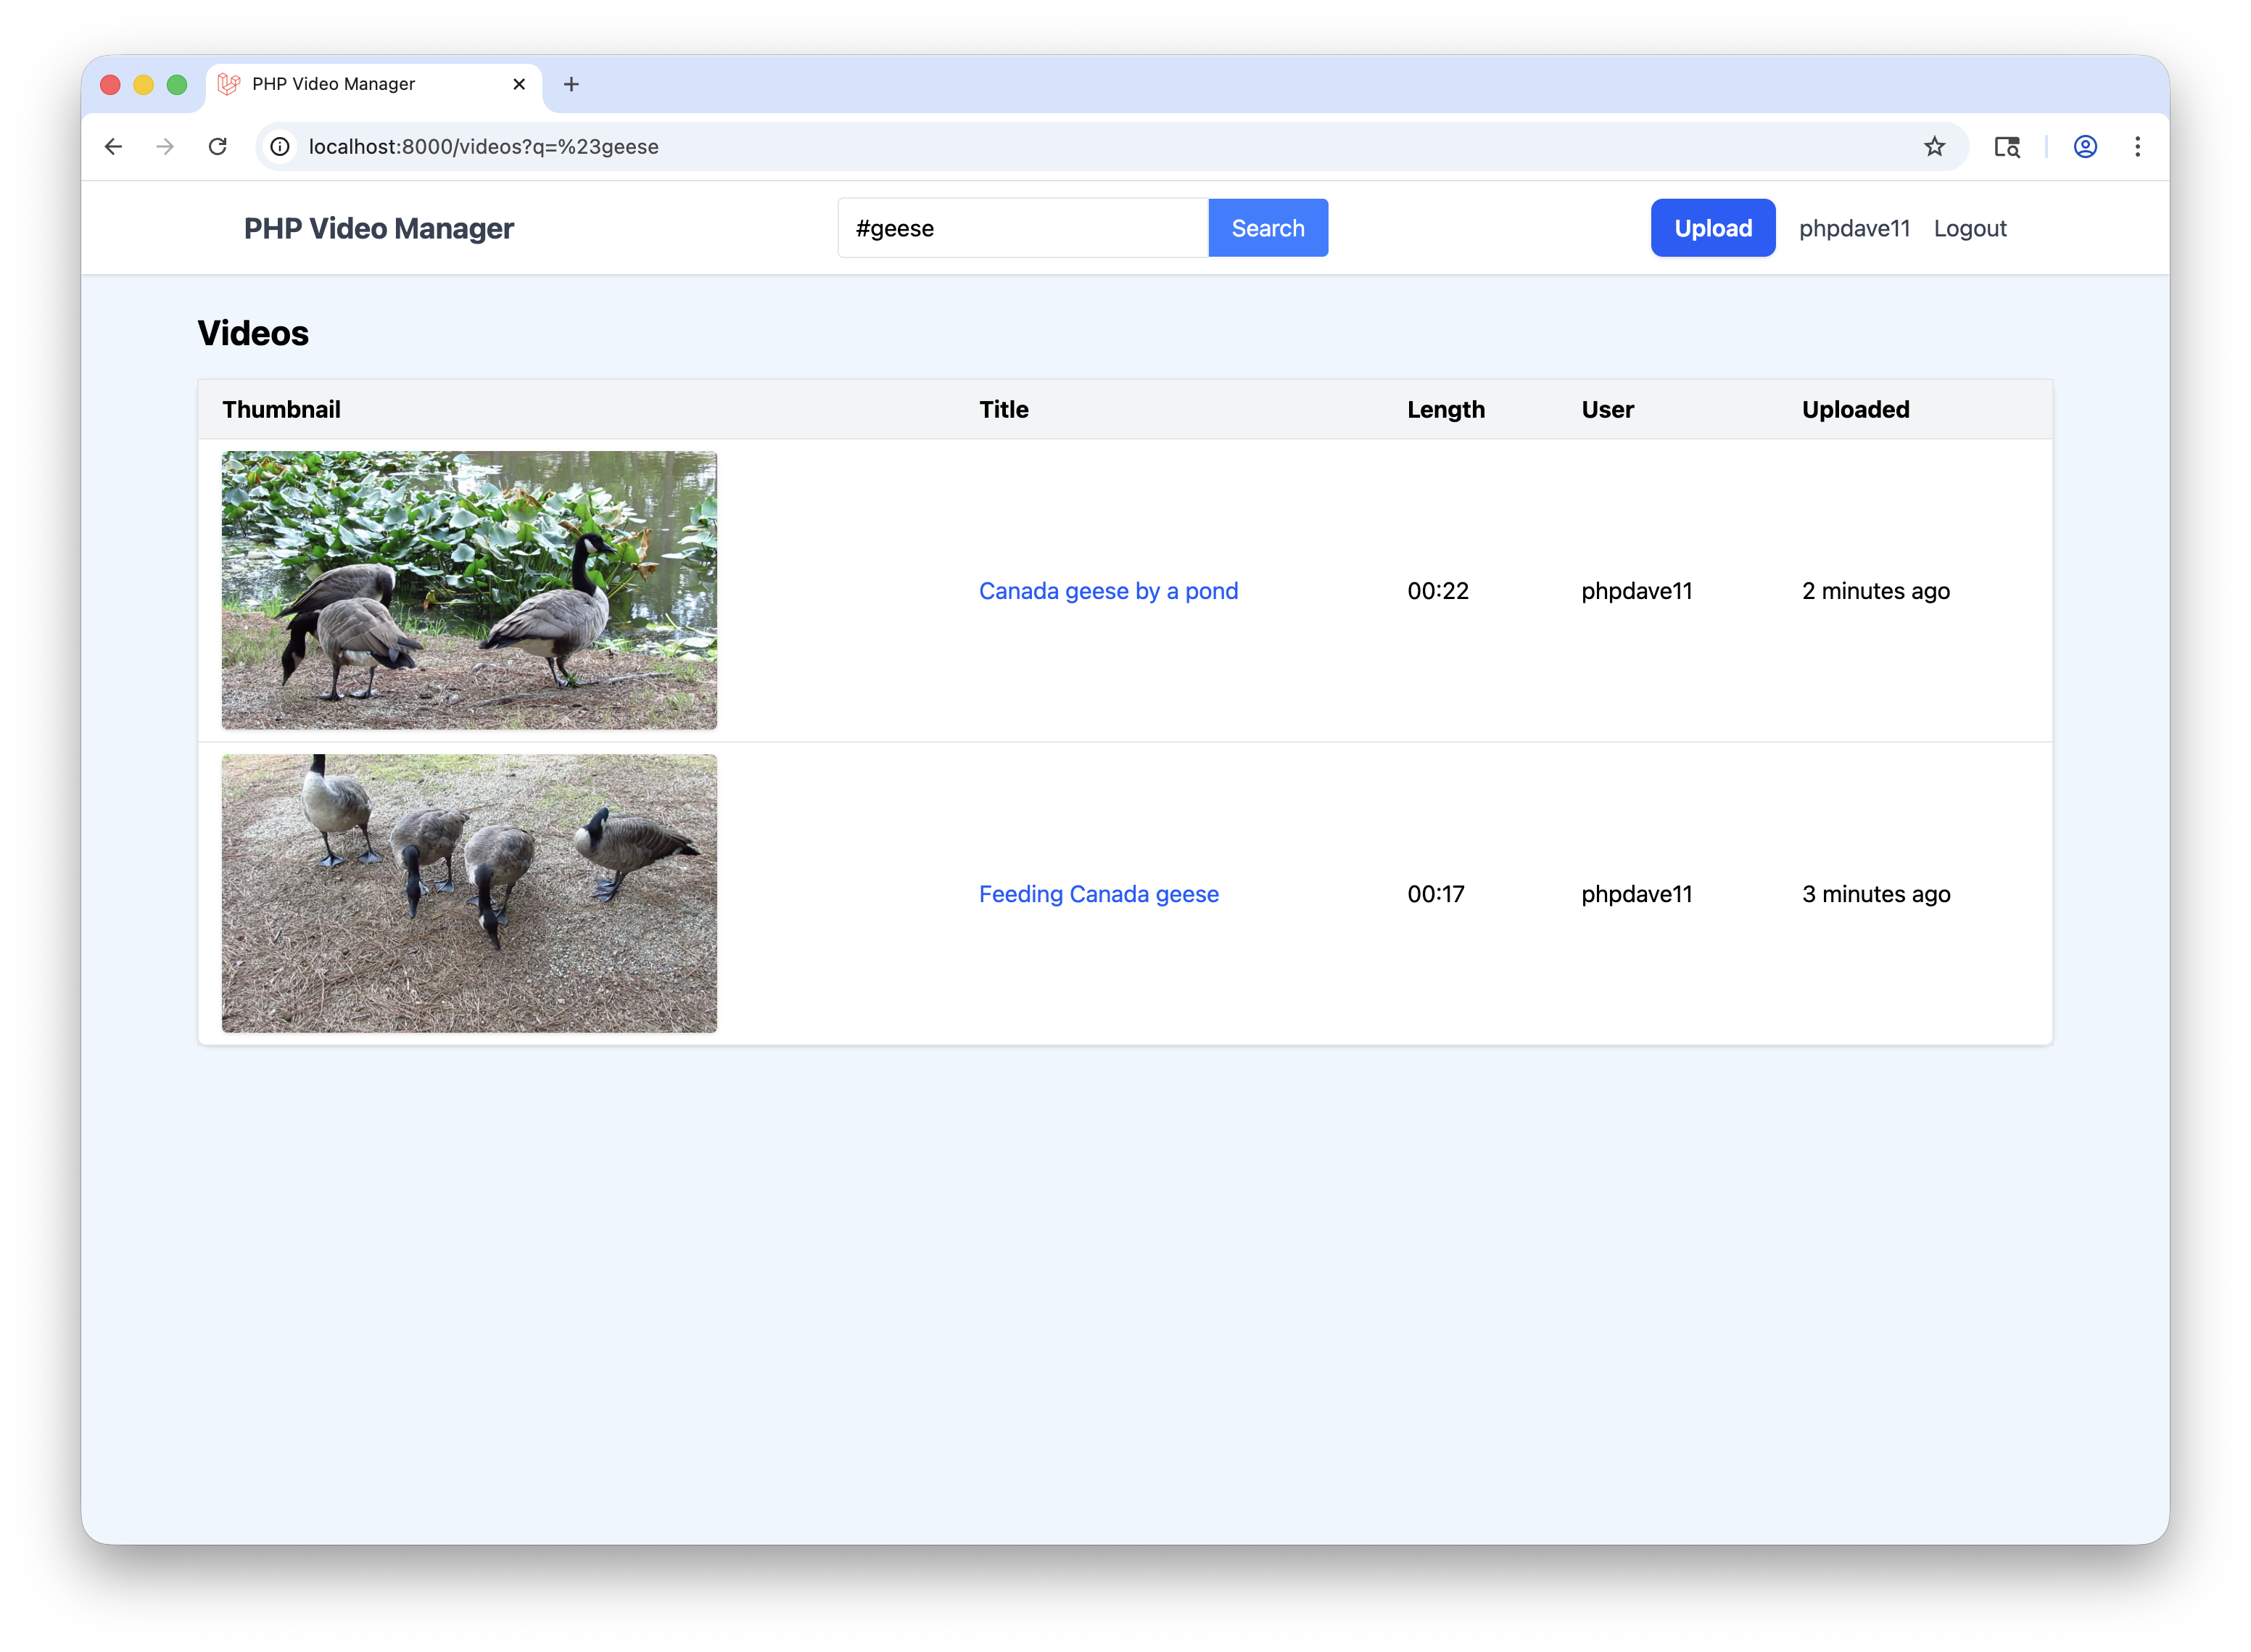 PHP Video Manager
localhost:8000/videos?q=%23geese
PHP Video Manager #geese Search Upload phpdave11 Logout
Videos
Thumbnail Title Length User Uploaded
Canada geese by a pond 00:22 phpdave11 2 minutes ago
Feeding Canada geese 00:17 phpdave11 3 minutes ago